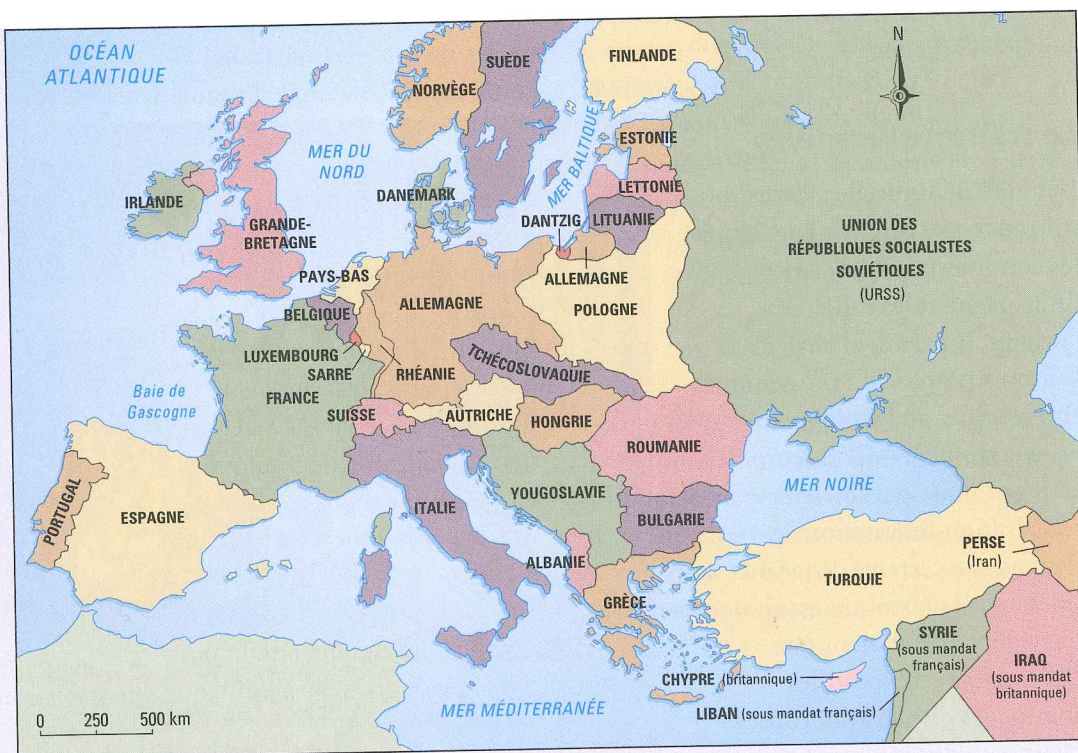 OCÉAN
ATLANTIQUE
N
SUÈDE
FINLANDE
NORVÈGE
MER BALTIQUE
ESTONIE
MER DU
NORD
LETTONIE
DANEMARK
IRLANDE
DANTZIG
LITUANIE
GRANDE-
BRETAGNE
UNION DES
RÉPUBLIQUES SOCIALISTES
SOVIÉTIQUES
(URSS)
PAYS-BAS
ALLEMAGNE
ALLEMAGNE
POLOGNE
BELGIQUE
LUXEMBOURG
SARRE
RHÉANIE
TCHÉCOSLOVAQUIE
Baie de
Gascogne
FRANCE
SUISSE
AUTRICHE
HONGRIE
ROUMANIE
MER NOIRE
PORTUGAL
ESPAGNE
ITALIE
YOUGOSLAVIE
BULGARIE
ALBANIE
PERSE
(Iran)
TURQUIE
GRÈCE
SYRIE
(sous mandat
français)
IRAQ
(sous mandat
britannique)
CHYPRE (britannique)
LIBAN (sous mandat français)
MER MÉDITERRANÉE
0 250 500 km